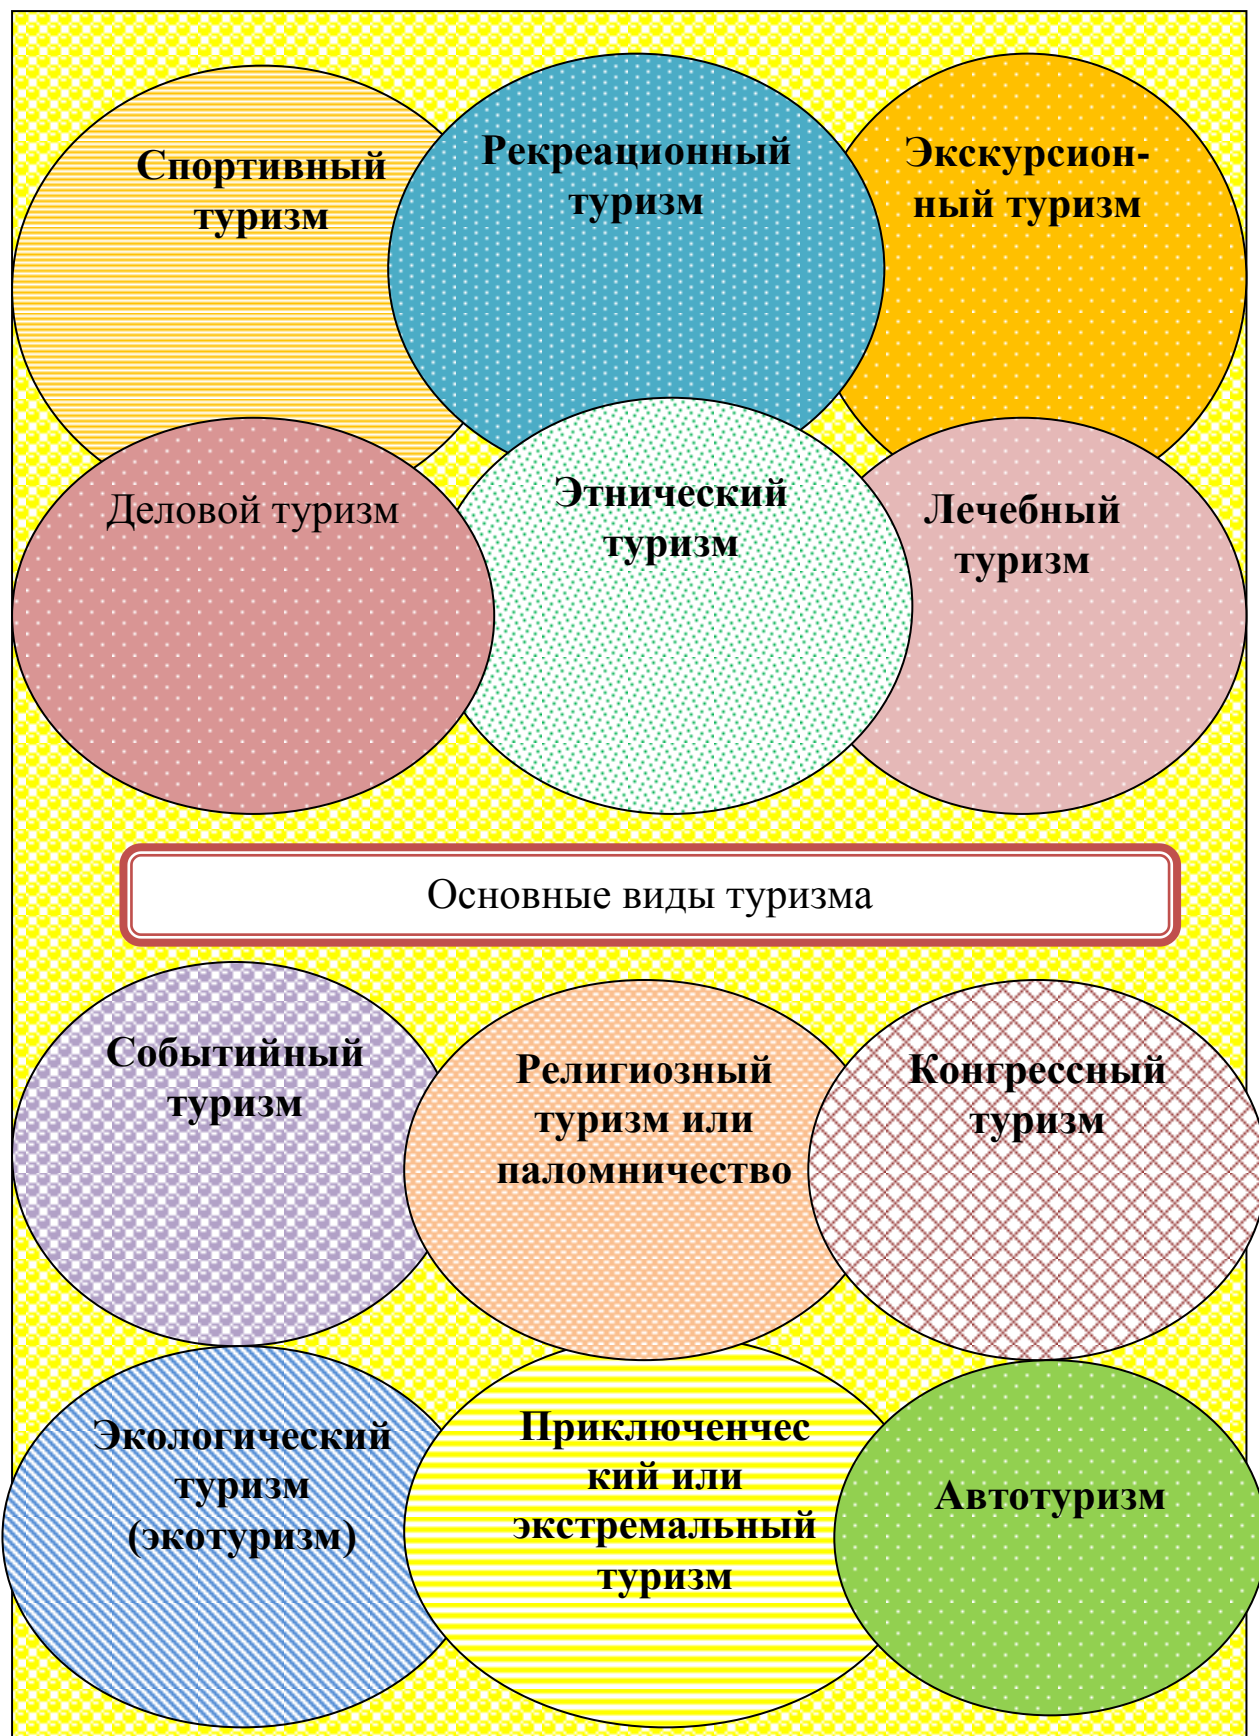 Спортивный
туризм
Рекреационный
туризм
Экскурсион-
ный туризм
Деловой туризм
Этнический
туризм
Лечебный
туризм
Основные виды туризма
Событийный
туризм
Религиозный
туризм или
паломничество
Конгрессный
туризм
Экологический
туризм
(экотуризм)
Приключенчес
кий или
экстремальный
туризм
Автотуризм